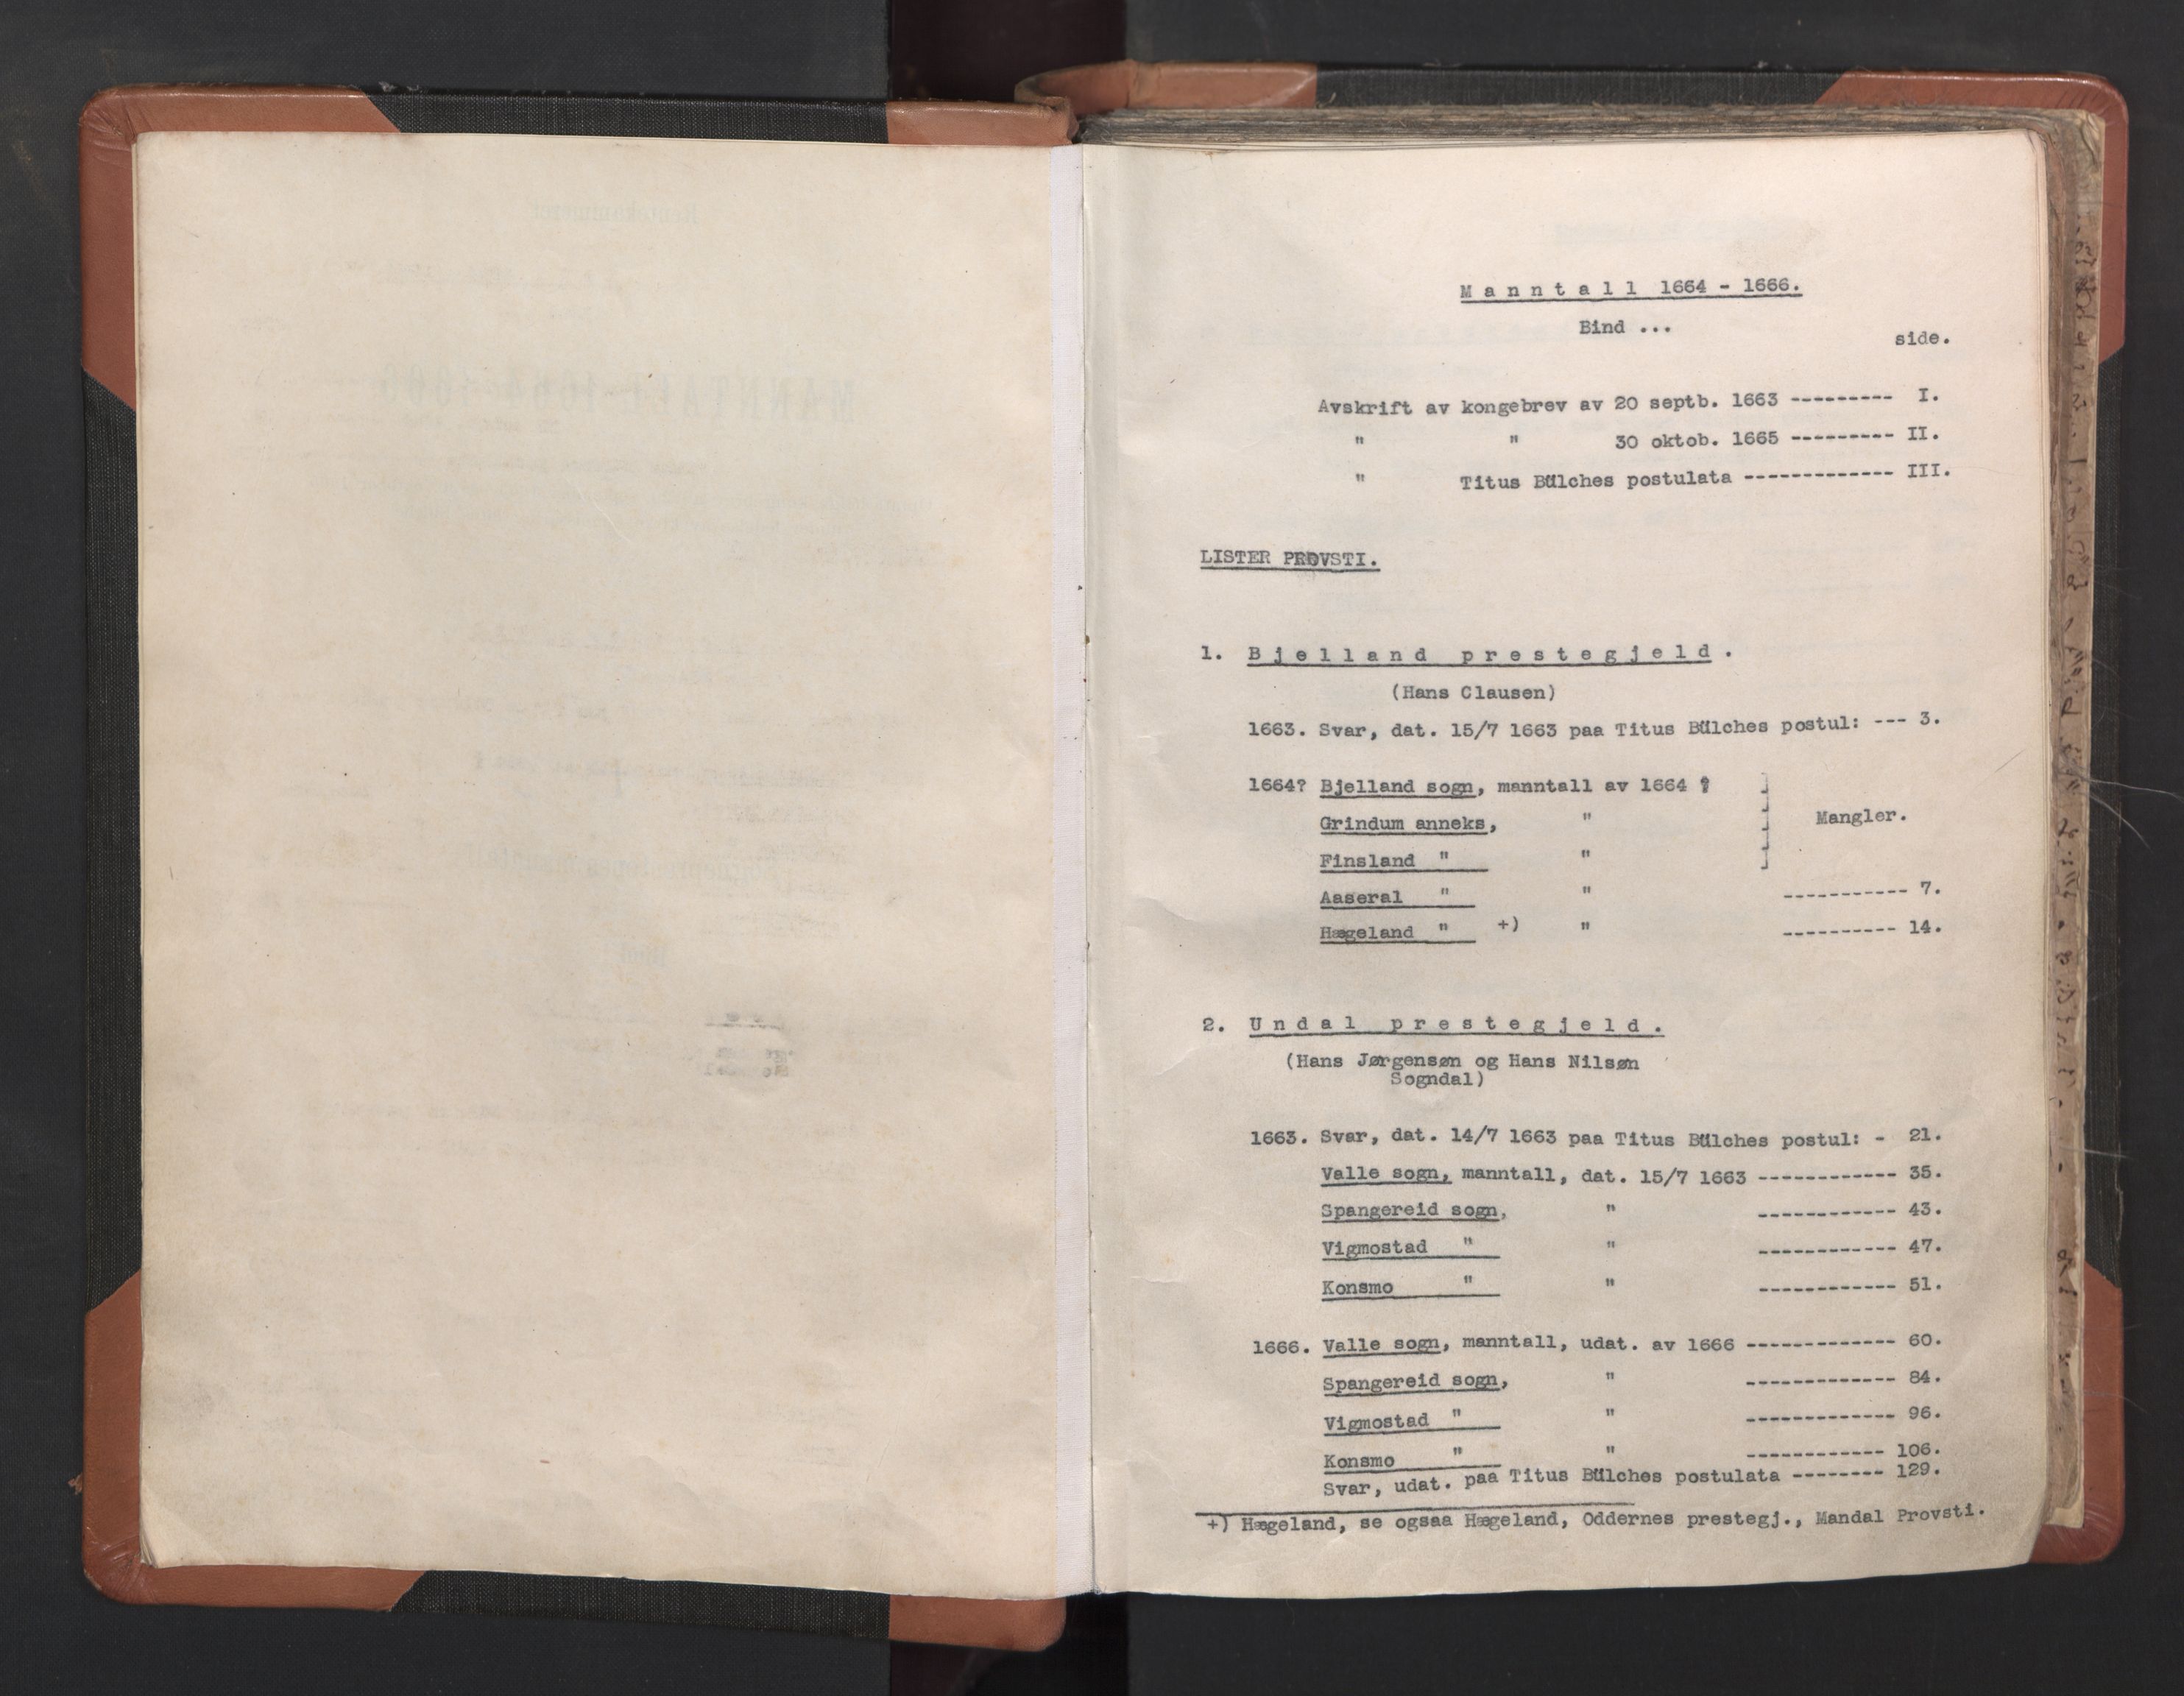 Manntall 1664 - 1666.
Bind ...
side.
Avskrift av kongebrev av 20 septb. 1663 --------- I.
" " 30 oktob. 1665 --------- II.
" Titus Bülches postulata ------------- III.
LISTER PROVSTI.
1. Bjelland prestegjeld.
(Hans Clausen)
1663. Svar, dat. 15/7 1663 paa Titus Bülches postul: --- 3.
1664? Bjelland sogn, manntall av 1664 ?
Grindum anneks, " Mangler.
Finsland " "
Aaseral " " ----------- 7.
Hægeland " +) " ---------- 14.
2. Undal prestegjeld.
(Hans Jørgensøn og Hans Nilsøn
Sogndal)
1663. Svar, dat. 14/7 1663 paa Titus Bülches postul: - 21.
Valle sogn, manntall, dat. 15/7 1663 ------------ 35.
Spangereid sogn, " ------------ 43.
Vigmostad " " ------------ 47.
Konsmo " " ------------ 51.
1666. Valle sogn, manntall, udat. av 1666 ------------- 60.
Spangereid sogn, " ------------- 84.
Vigmostad " " ------------- 96.
Konsmo " " ------------ 106.
Svar, udat. paa Titus Bülches postulata -------- 129.
+) Hægeland, se ogsaa Hægeland, Oddernes prestegj., Mandal Provsti.